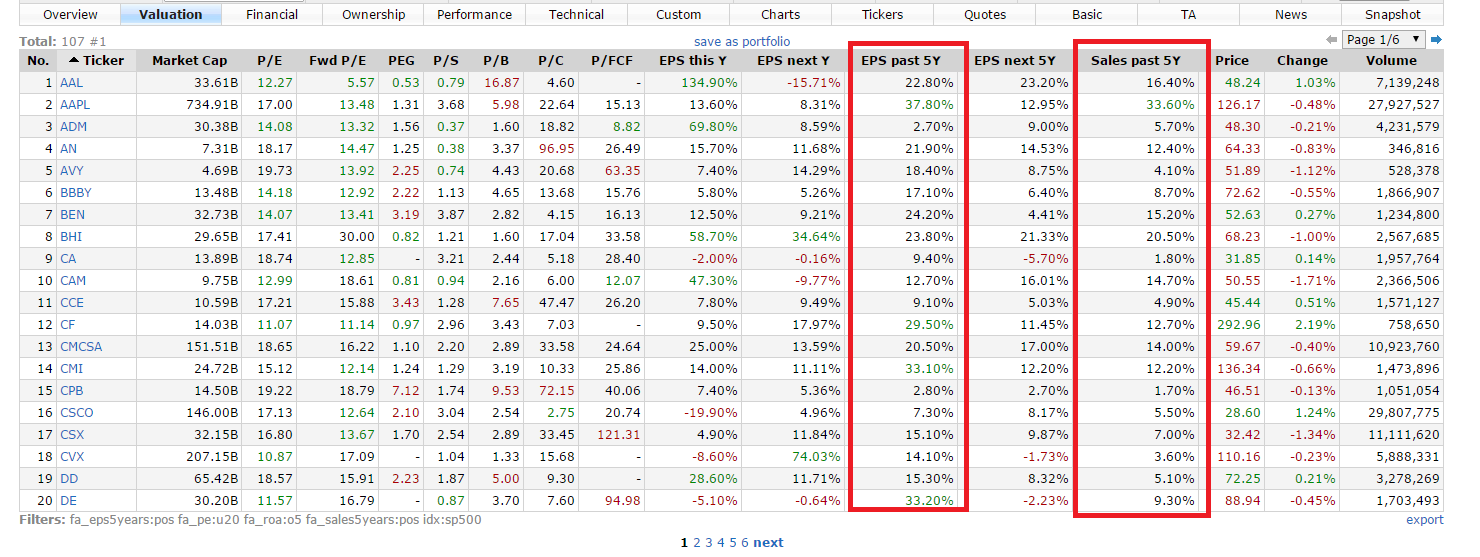 Overview Valuation Financial Ownership Performance Technical Custom Charts Tickers Quotes Basic TA News Snapshot
Total: 107 #1 save as portfolio Page 1/6
No. Ticker Market Cap P/E Fwd P/E PEG P/S P/B P/C P/FCF EPS this Y EPS next Y EPS past 5Y EPS next 5Y Sales past 5Y Price Change Volume
1 AAL 33.61B 12.27 5.57 0.53 0.79 16.87 4.60 - 134.90% -15.71% 22.80% 23.20% 16.40% 48.24 1.03% 7,139,248
2 AAPL 734.91B 17.00 13.48 1.31 3.68 5.98 22.64 15.13 13.60% 8.31% 37.80% 12.95% 33.60% 126.17 -0.48% 27,927,527
3 ADM 30.38B 14.08 13.32 1.56 0.37 1.60 18.82 8.82 69.80% 8.59% 2.70% 9.00% 5.70% 48.30 -0.21% 4,231,579
4 AN 7.31B 18.17 14.47 1.25 0.38 3.37 96.95 26.49 15.70% 11.68% 21.90% 14.53% 12.40% 64.33 -0.83% 346,816
5 AVY 4.69B 19.73 13.92 2.25 0.74 4.43 20.68 63.35 7.40% 14.29% 18.40% 8.75% 4.10% 51.89 -1.12% 528,378
6 BBBY 13.48B 14.18 12.92 2.22 1.13 4.65 13.68 15.76 5.80% 5.26% 17.10% 6.40% 8.70% 72.62 -0.55% 1,866,907
7 BEN 32.73B 14.07 13.41 3.19 3.87 2.82 4.15 16.13 12.50% 9.21% 24.20% 4.41% 15.20% 52.63 0.27% 1,234,800
8 BHI 29.65B 17.41 30.00 0.82 1.21 1.60 17.04 33.58 58.70% 34.64% 23.80% 21.33% 20.50% 68.23 -1.00% 2,567,685
9 CA 13.89B 18.74 12.85 - 3.21 2.44 5.18 28.40 -2.00% -0.16% 9.40% -5.70% 1.80% 31.85 0.14% 1,957,764
10 CAM 9.75B 12.99 18.61 0.81 0.94 2.16 6.00 12.07 47.30% -9.77% 12.70% 16.01% 14.70% 50.55 -1.71% 2,366,506
11 CCE 10.59B 17.21 15.88 3.43 1.28 7.65 47.47 26.20 7.80% 9.49% 9.10% 5.03% 4.90% 45.44 0.51% 1,571,127
12 CF 14.03B 11.07 11.14 0.97 2.96 3.43 7.03 - 9.50% 17.97% 29.50% 11.45% 12.70% 292.96 2.19% 758,650
13 CMCSA 151.51B 18.65 16.22 1.10 2.20 2.89 33.58 24.64 25.00% 13.59% 20.50% 17.00% 14.00% 59.67 -0.40% 10,923,760
14 CMI 24.72B 15.12 12.14 1.24 1.29 3.19 10.33 25.86 14.00% 11.11% 33.10% 12.20% 12.20% 136.34 -0.66% 1,473,896
15 CPB 14.50B 19.22 18.79 7.12 1.74 9.53 72.15 40.06 7.40% 5.36% 2.80% 2.70% 1.70% 46.51 -0.13% 1,051,054
16 CSCO 146.00B 17.13 12.64 2.10 3.04 2.54 2.75 20.74 -19.90% 4.96% 7.30% 8.17% 5.50% 28.60 1.24% 29,807,775
17 CSX 32.15B 16.80 13.67 1.70 2.54 2.89 33.45 121.31 4.90% 11.84% 15.10% 9.87% 7.00% 32.42 -1.34% 11,111,620
18 CVX 207.15B 10.87 17.09 - 1.04 1.33 15.68 - -8.60% 74.03% 14.10% -1.73% 3.60% 110.16 -0.23% 5,888,331
19 DD 65.42B 18.57 15.91 2.23 1.87 5.00 9.30 - 28.60% 11.71% 15.30% 8.32% 5.10% 72.25 0.21% 3,278,269
20 DE 30.20B 11.57 16.79 - 0.87 3.70 7.60 94.98 -5.10% -0.64% 33.20% -2.23% 9.30% 88.94 -0.45% 1,703,493
Filters: fa_eps5years:pos fa_pe:u20 fa_roa:o5 fa_sales5years:pos idx:sp500 export
1 2 3 4 5 6 next